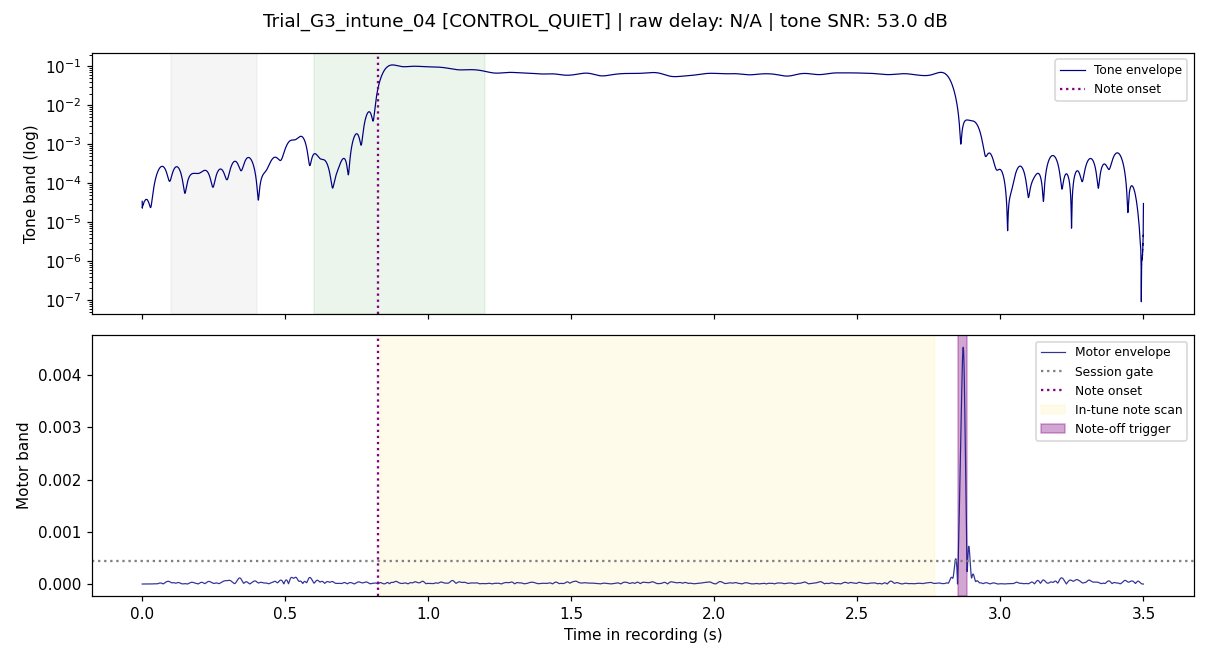 Trial_G3_intune_04 [CONTROL_QUIET] | raw delay: N/A | tone SNR: 53.0 dB
Tone band (log)
10⁻¹
10⁻²
10⁻³
10⁻⁴
10⁻⁵
10⁻⁶
10⁻⁷
Tone envelope
Note onset
Motor band
0.004
0.003
0.002
0.001
0.000
Motor envelope
Session gate
Note onset
In-tune note scan
Note-off trigger
0.0 0.5 1.0 1.5 2.0 2.5 3.0 3.5
Time in recording (s)